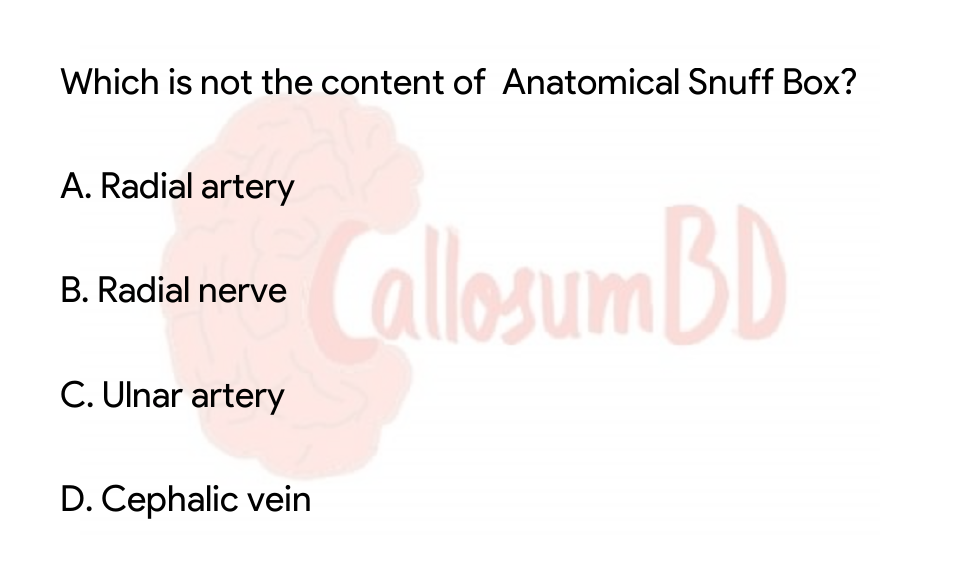 Which is not the content of Anatomical Snuff Box?
A. Radial artery
B. Radial nerve
CallosumBD
C. Ulnar artery
D. Cephalic vein